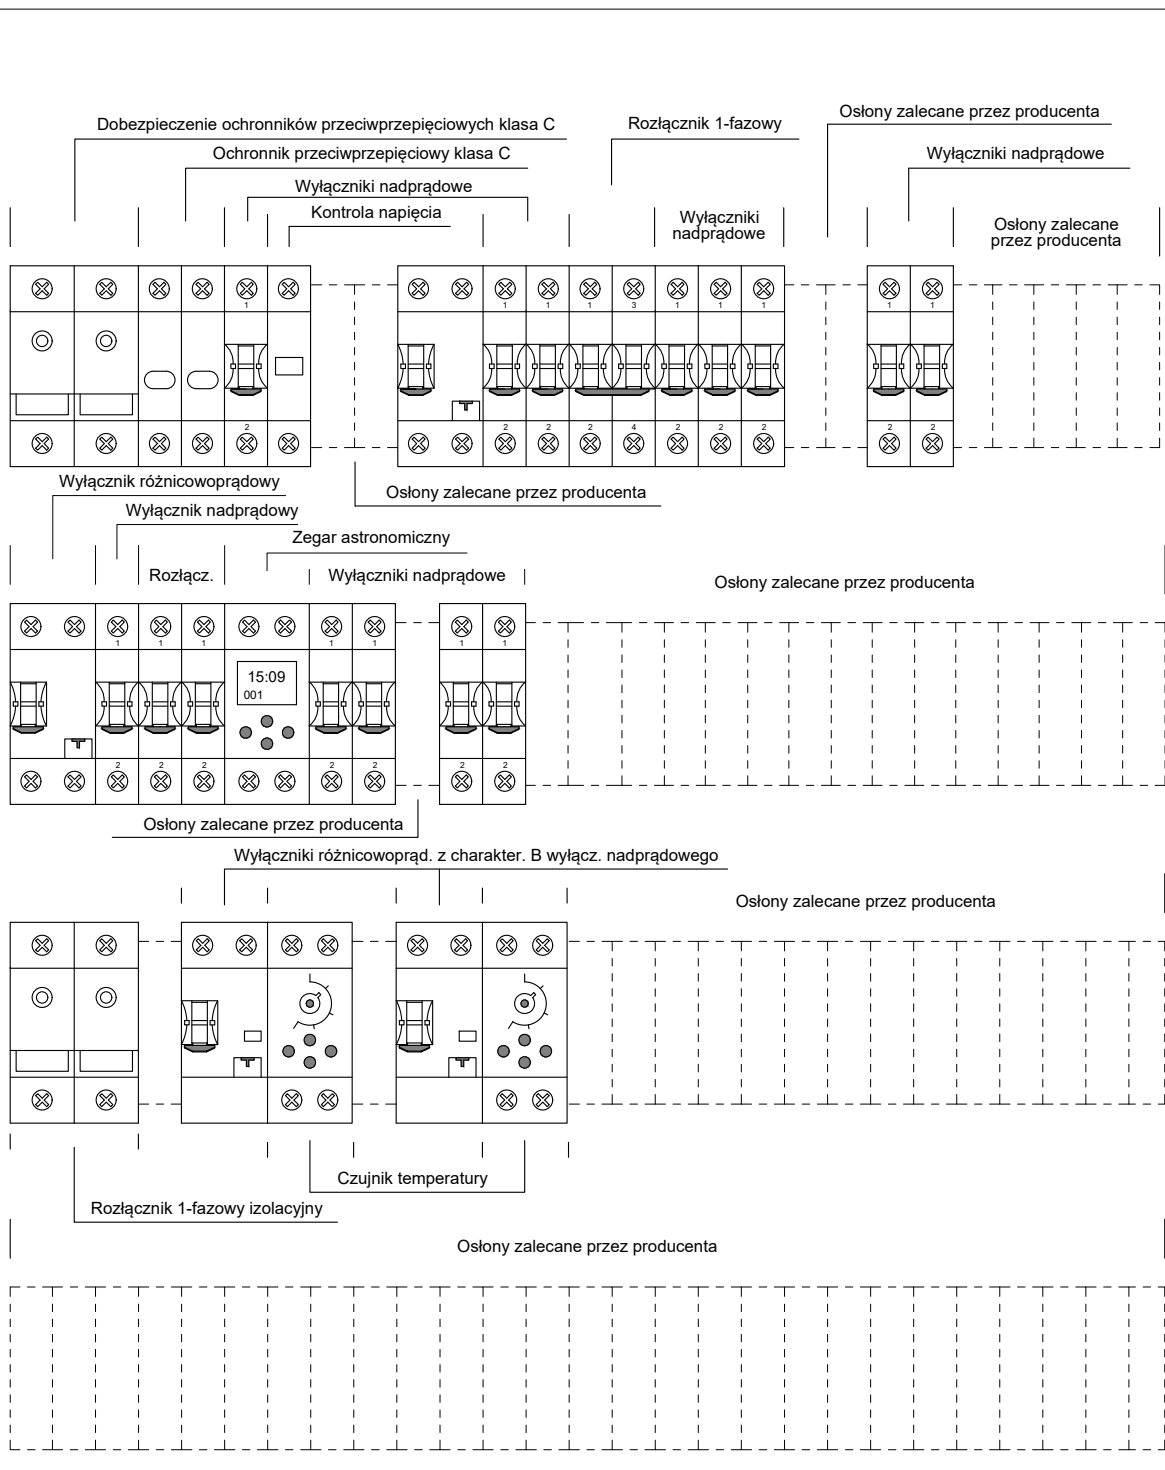 Dobezpieczenie ochronników przeciwprzepięciowych klasa C
Rozłącznik 1-fazowy
Osłony zalecane przez producenta
Ochronnik przeciwprzepięciowy klasa C
Wyłączniki nadprądowe
Wyłączniki nadprądowe
Kontrola napięcia
Wyłączniki
nadprądowe
Osłony zalecane
przez producenta
1 1 1 1 3 1 1 1 1 1
2 2 2 2 4 2 2 2 2 2
Wyłącznik różnicowoprądowy
Osłony zalecane przez producenta
Wyłącznik nadprądowy
Zegar astronomiczny
Rozłącz.
Wyłączniki nadprądowe
Osłony zalecane przez producenta
1 1 1 1 1 1 1
15:09
001
2 2 2 2 2 2 2
Osłony zalecane przez producenta
Wyłączniki różnicowoprąd. z charakter. B wyłącz. nadprądowego
Osłony zalecane przez producenta
Czujnik temperatury
Rozłącznik 1-fazowy izolacyjny
Osłony zalecane przez producenta